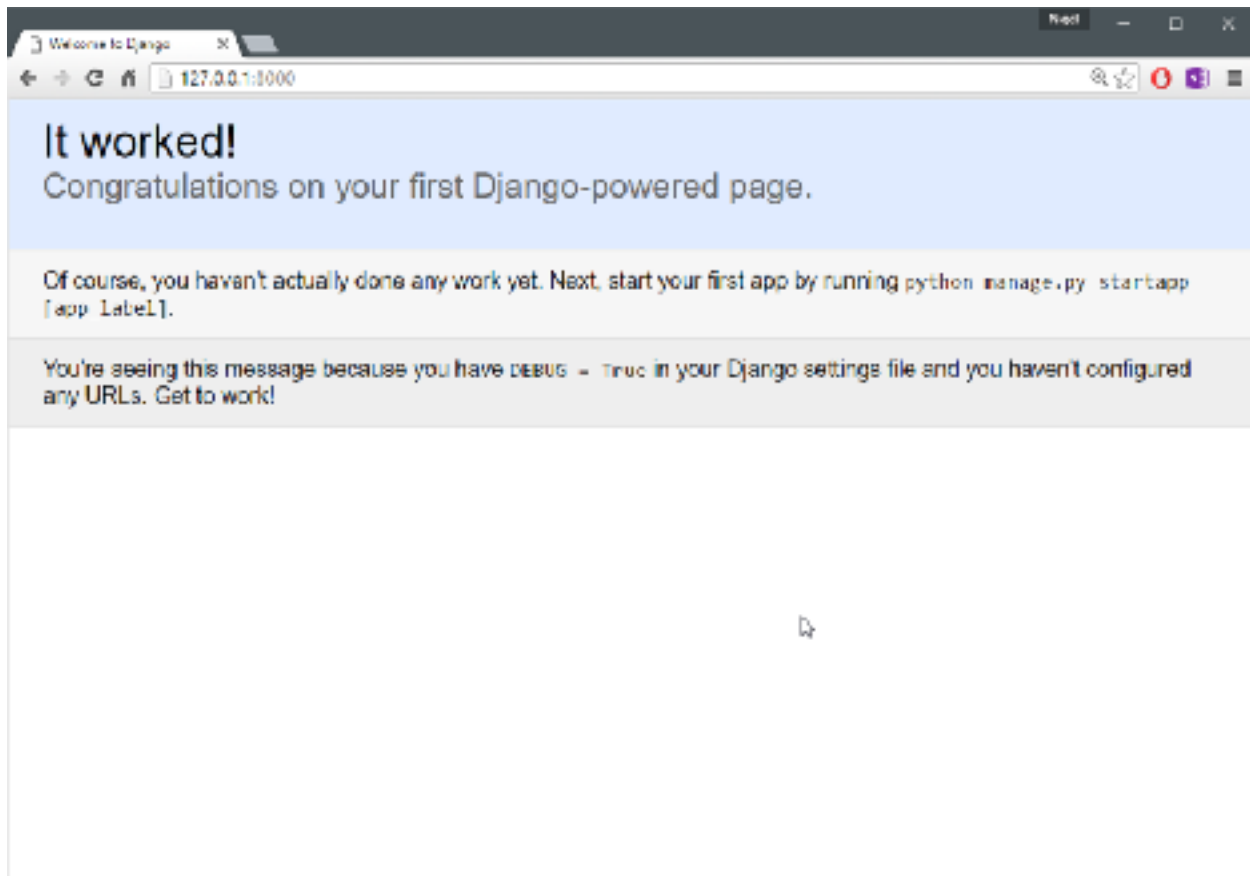 Welcome to Django
127.0.0.1:8000
It worked!
Congratulations on your first Django-powered page.
Of course, you haven't actually done any work yet. Next, start your first app by running python manage.py startapp
[app_label].
You're seeing this message because you have DEBUG = True in your Django settings file and you haven't configured
any URLs. Get to work!